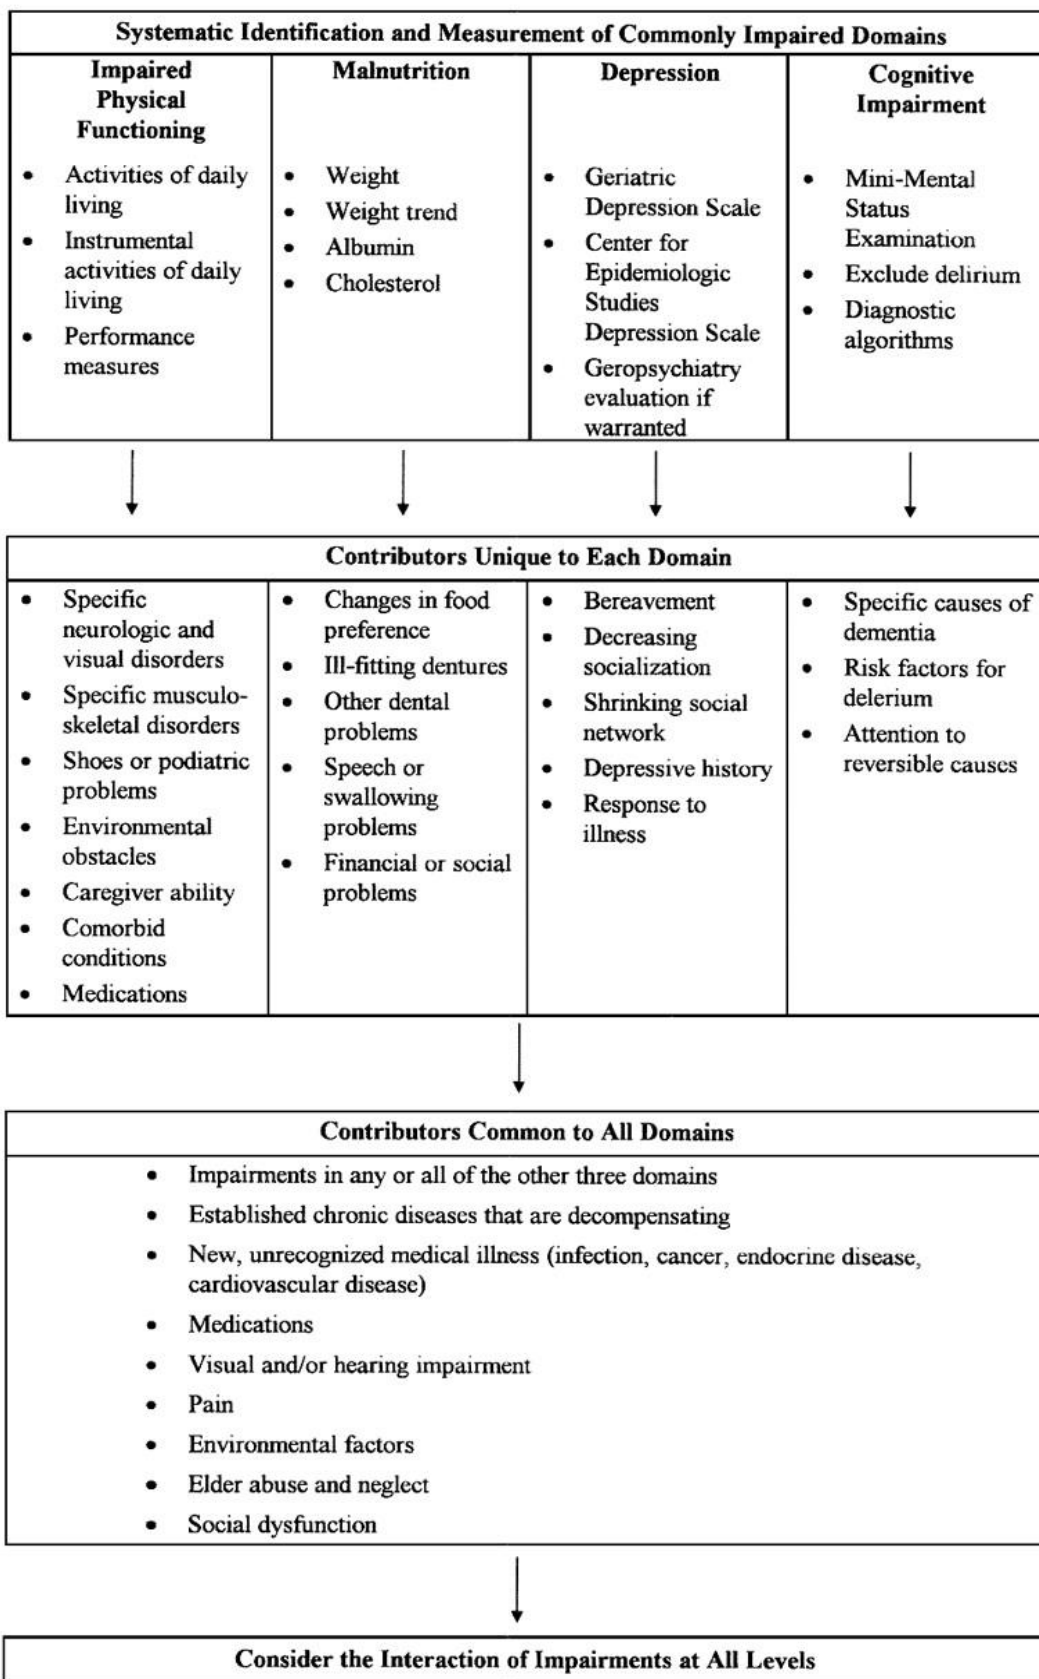 Systematic Identification and Measurement of Commonly Impaired Domains
Impaired
Physical
Functioning
• Activities of daily
living
• Instrumental
activities of daily
living
• Performance
measures
Malnutrition
• Weight
• Weight trend
• Albumin
• Cholesterol
Depression
• Geriatric
Depression Scale
• Center for
Epidemiologic
Studies
Depression Scale
• Geropsychiatry
evaluation if
warranted
Cognitive
Impairment
• Mini-Mental
Status
Examination
• Exclude delirium
• Diagnostic
algorithms
Contributors Unique to Each Domain
• Specific
neurologic and
visual disorders
• Specific musculo-
skeletal disorders
• Shoes or podiatric
problems
• Environmental
obstacles
• Caregiver ability
• Comorbid
conditions
• Medications
• Changes in food
preference
• Ill-fitting dentures
• Other dental
problems
• Speech or
swallowing
problems
• Financial or social
problems
• Bereavement
• Decreasing
socialization
• Shrinking social
network
• Depressive history
• Response to
illness
• Specific causes of
dementia
• Risk factors for
delerium
• Attention to
reversible causes
Contributors Common to All Domains
• Impairments in any or all of the other three domains
• Established chronic diseases that are decompensating
• New, unrecognized medical illness (infection, cancer, endocrine disease,
cardiovascular disease)
• Medications
• Visual and/or hearing impairment
• Pain
• Environmental factors
• Elder abuse and neglect
• Social dysfunction
Consider the Interaction of Impairments at All Levels